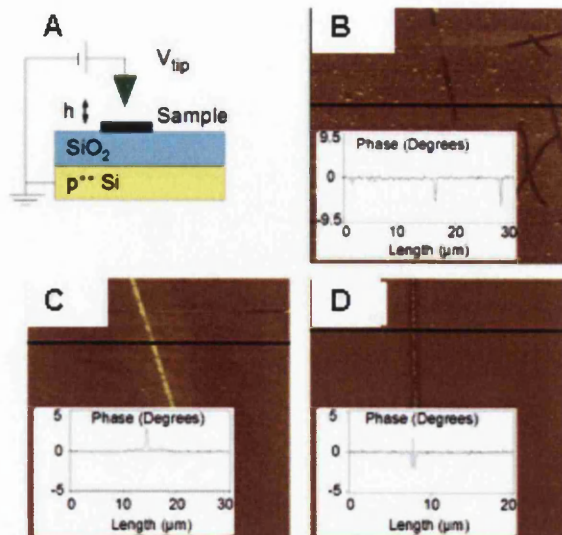 A
V tip
h
Sample
SiO2
p++ Si
B
Phase (Degrees)
9.5
0
-9.5
0 10 20 30
Length (µm)
C
Phase (Degrees)
5
0
-5
0 10 20 30
Length (µm)
D
Phase (Degrees)
5
0
-5
0 10 20
Length (µm)